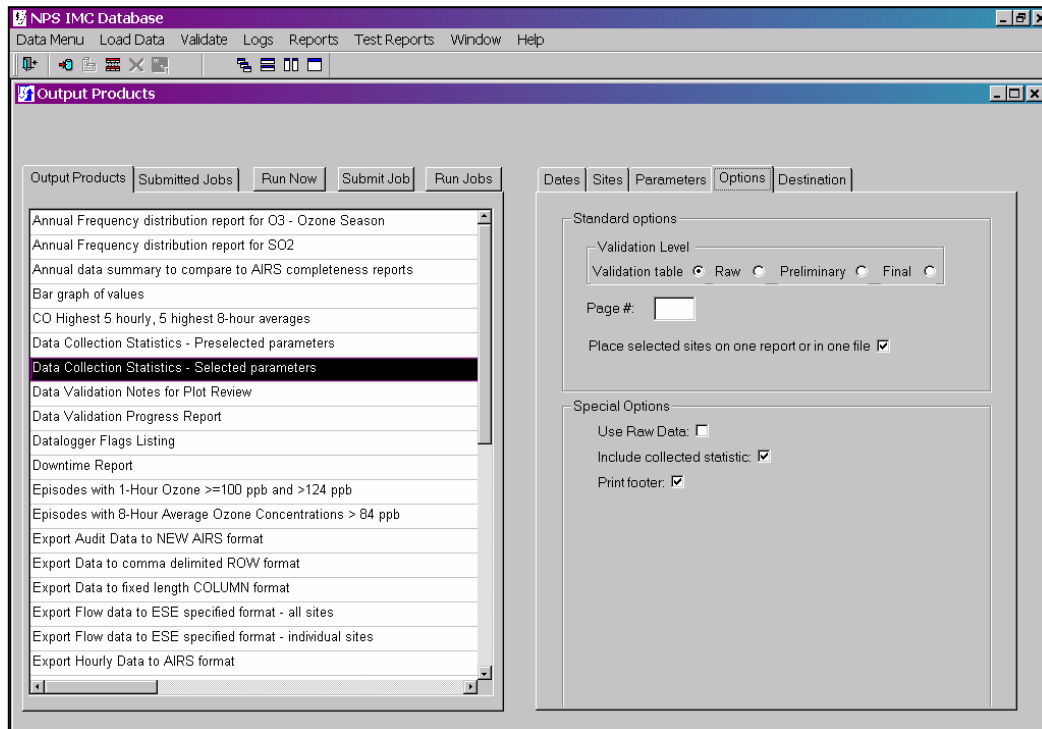 NPS IMC Database
Data Menu Load Data Validate Logs Reports Test Reports Window Help
Output Products
Output Products Submitted Jobs Run Now Submit Job Run Jobs
Annual Frequency distribution report for O3 - Ozone Season
Annual Frequency distribution report for SO2
Annual data summary to compare to AIRS completeness reports
Bar graph of values
CO Highest 5 hourly, 5 highest 8-hour averages
Data Collection Statistics - Preselected parameters
Data Collection Statistics - Selected parameters
Data Validation Notes for Plot Review
Data Validation Progress Report
Datalogger Flags Listing
Downtime Report
Episodes with 1-Hour Ozone >=100 ppb and >124 ppb
Episodes with 8-Hour Average Ozone Concentrations > 84 ppb
Export Audit Data to NEW AIRS format
Export Data to comma delimited ROW format
Export Data to fixed length COLUMN format
Export Flow data to ESE specified format - all sites
Export Flow data to ESE specified format - individual sites
Export Hourly Data to AIRS format
Dates Sites Parameters Options Destination
Standard options
Validation Level
Validation table Raw Preliminary Final
Page #:
Place selected sites on one report or in one file
Special Options
Use Raw Data:
Include collected statistic:
Print footer: